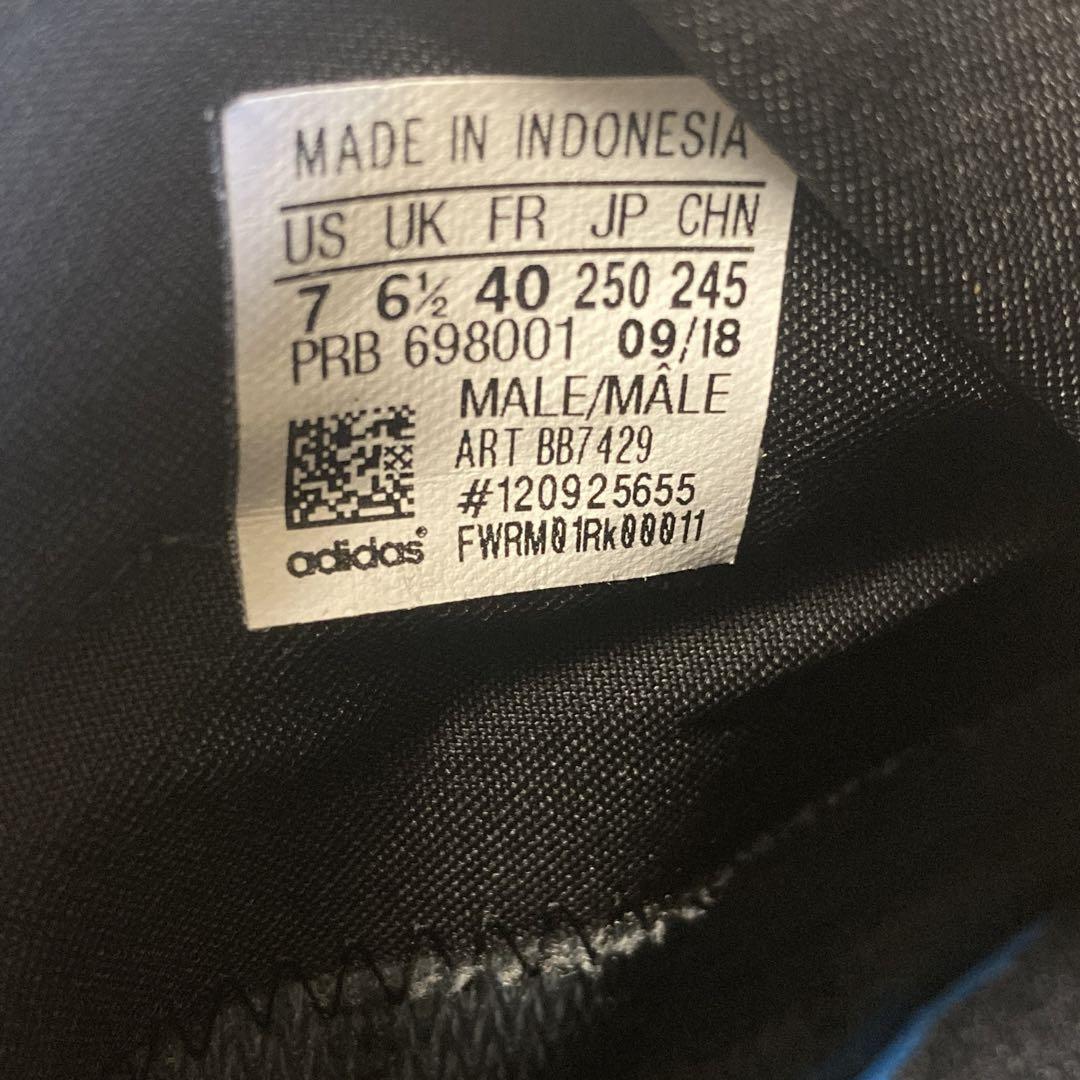 MADE IN INDONESIA
US UK FR JP CHN
7 6½ 40 250 245
PRB 698001 09/18
MALE/MÂLE
ART BB7429
#120925655
FWRM01Rk00011
adidas®